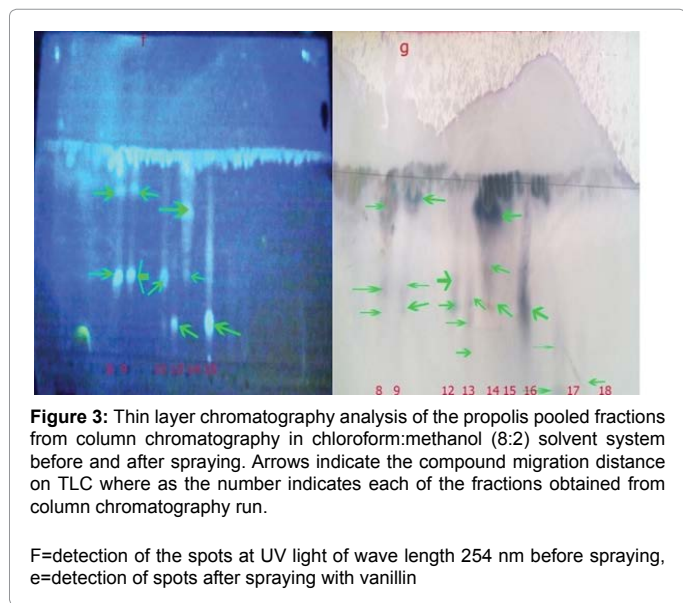 f
g
8 9
8 9 12 13 14 15 16 17 18
Figure 3: Thin layer chromatography analysis of the propolis pooled fractions
from column chromatography in chloroform:methanol (8:2) solvent system
before and after spraying. Arrows indicate the compound migration distance
on TLC where as the number indicates each of the fractions obtained from
column chromatography run.
F=detection of the spots at UV light of wave length 254 nm before spraying,
e=detection of spots after spraying with vanillin